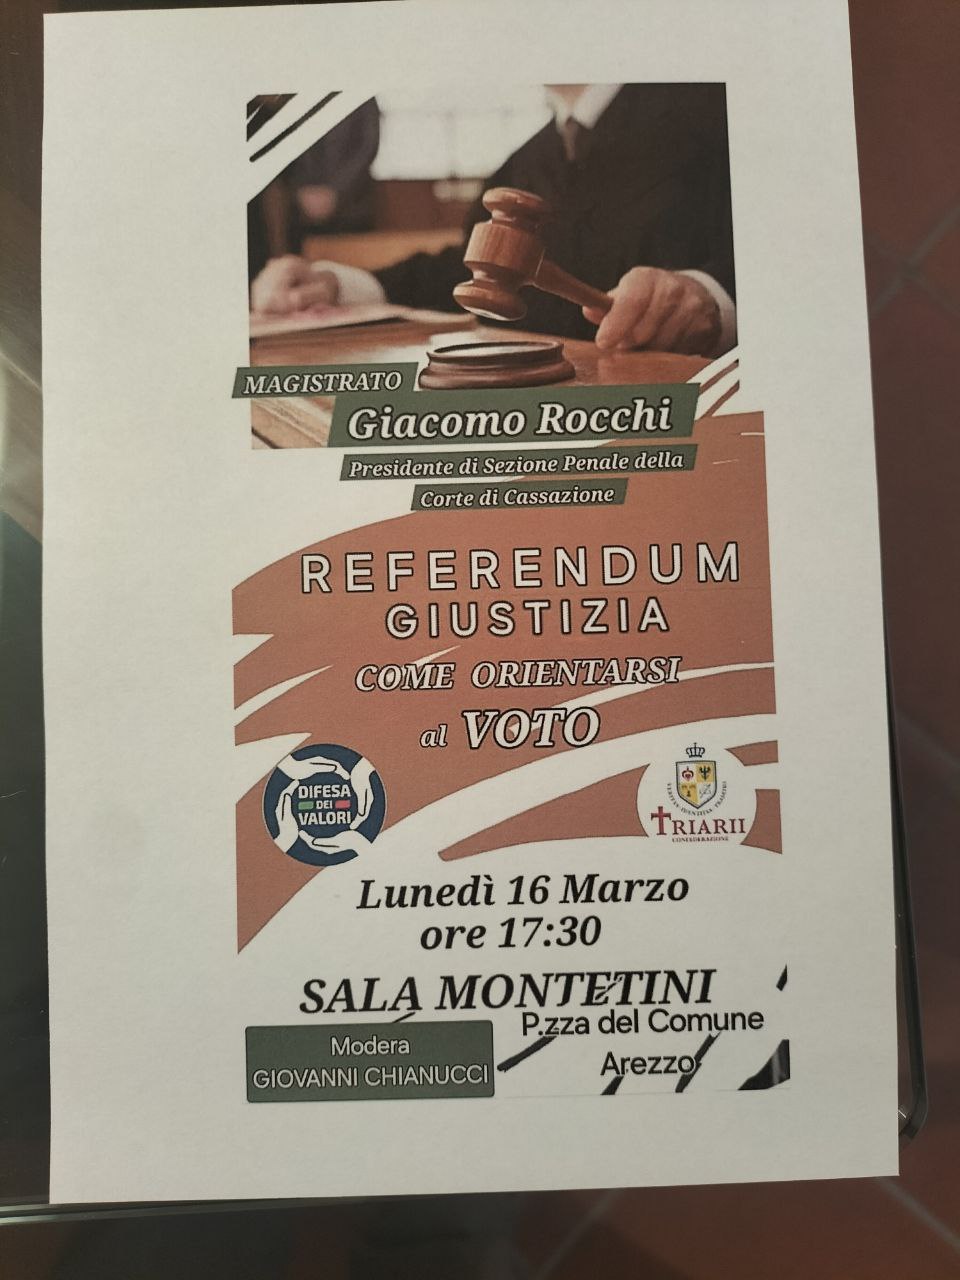 MAGISTRATO
Giacomo Rocchi
Presidente di Sezione Penale della
Corte di Cassazione
REFERENDUM
GIUSTIZIA
COME ORIENTARSI
al VOTO
DIFESA
DEI
VALORI
TRIARII
CONFEDERAZIONE
Lunedì 16 Marzo
ore 17:30
SALA MONTETINI
P.zza del Comune
Arezzo
Modera
GIOVANNI CHIANUCCI